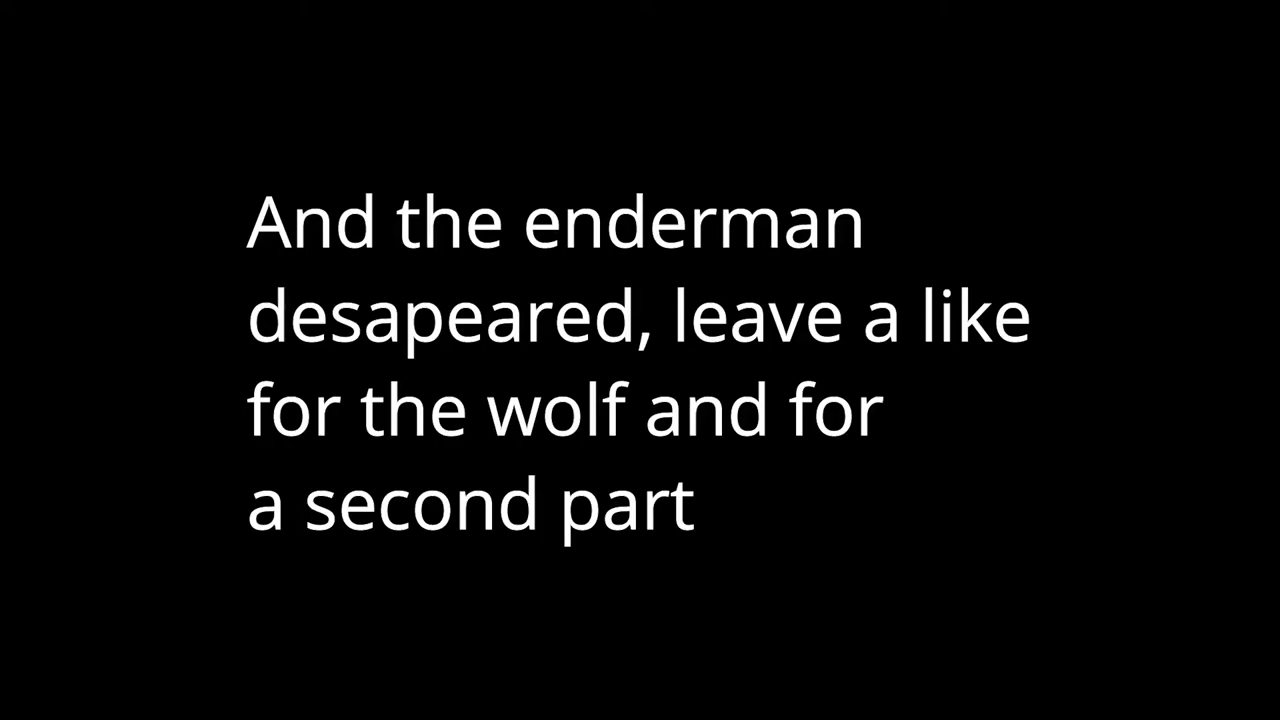 And the enderman
desapeared, leave a like
for the wolf and for
a second part